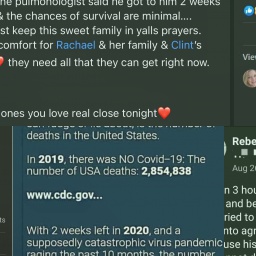 pulmonologist said he got to him 2 weeks
& the chances of survival are minimal....
st keep this sweet family in yalls prayers.
comfort for Rachael & her family & Clint's
they need all that they can get right now.
View
ones you love real close tonight❤️
deaths in the United States.
In 2019, there was NO Covid–19: The
number of USA deaths: 2,854,838
www.cdc.gov...
With 2 weeks left in 2020, and a
supposedly catastrophic virus pandemic
raging the past 10 months, the number
Rebe
Aug 2
n 3 hou
and be
ried to
nto agr
use his
ts